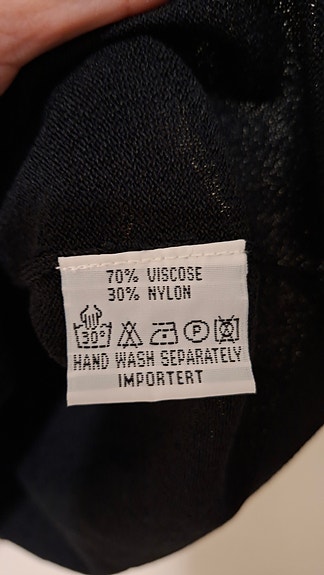 70% VISCOSE
30% NYLON
30° P
HAND WASH SEPARATELY
IMPORTERT